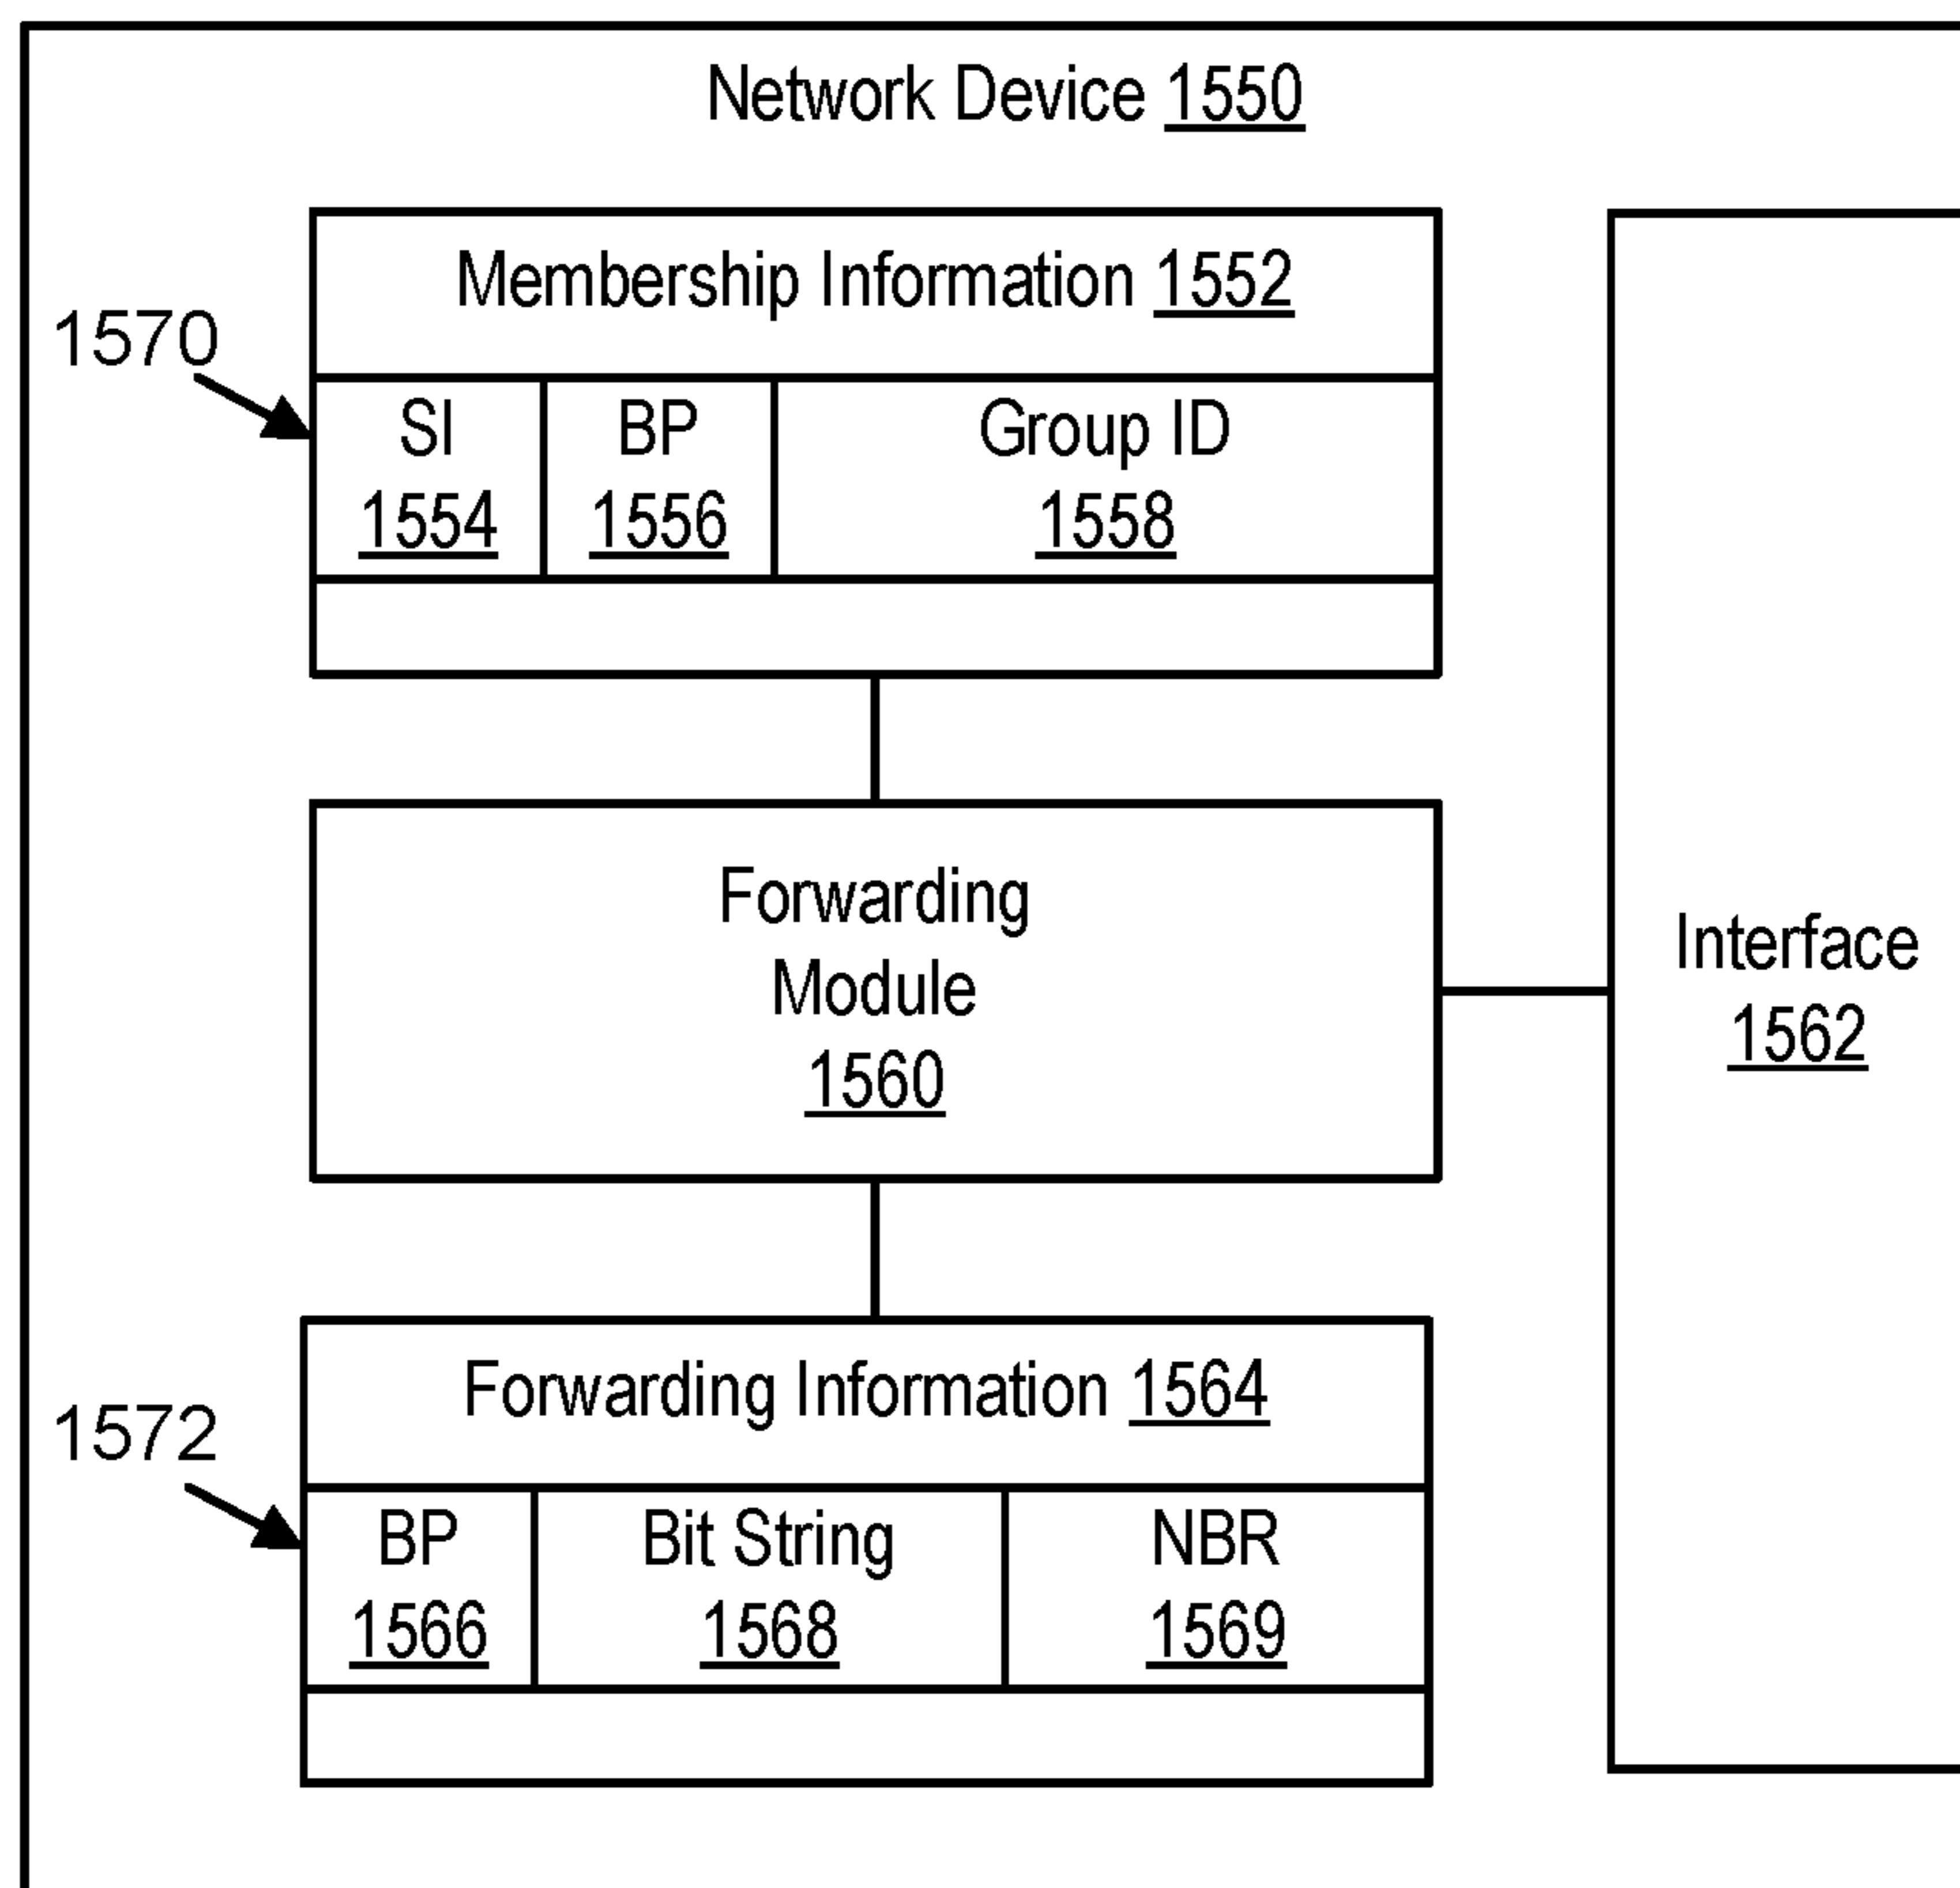 Network Device 1550
Membership Information 1552
1570
SI
1554
BP
1556
Group ID
1558
Forwarding
Module
1560
Interface
1562
Forwarding Information 1564
1572
BP
1566
Bit String
1568
NBR
1569